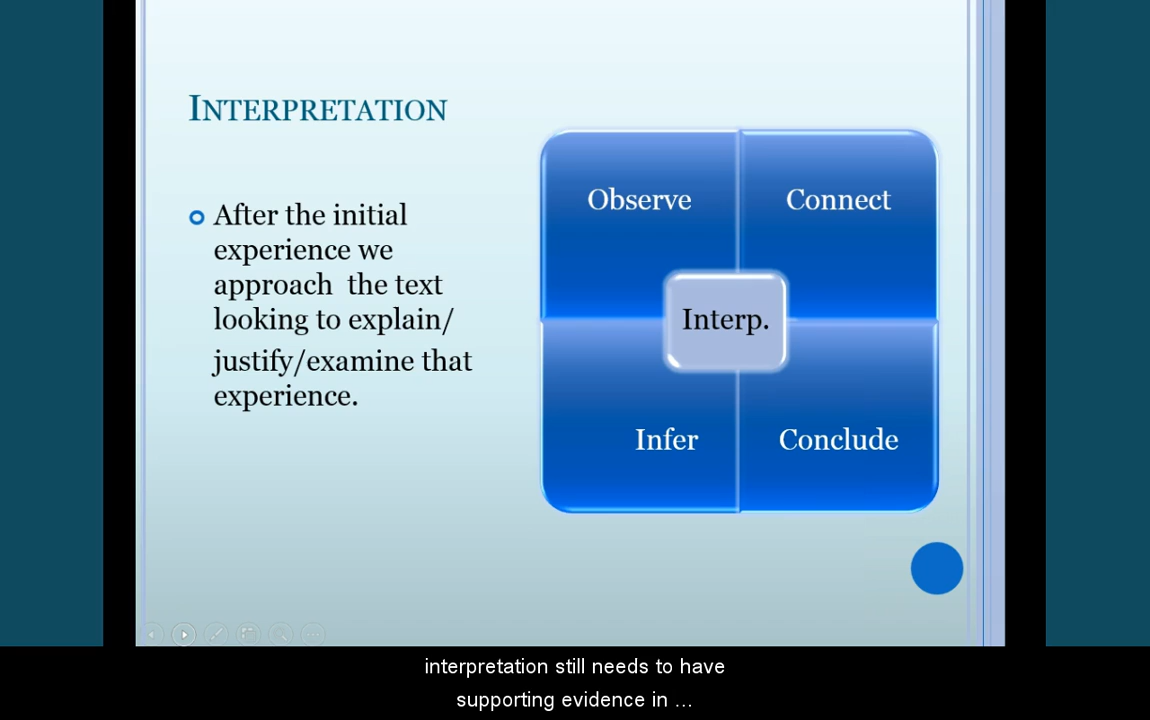 INTERPRETATION
After the initial
experience we
approach the text
looking to explain/
justify/examine that
experience.
Observe
Connect
Interp.
Infer
Conclude
interpretation still needs to have
supporting evidence in ...